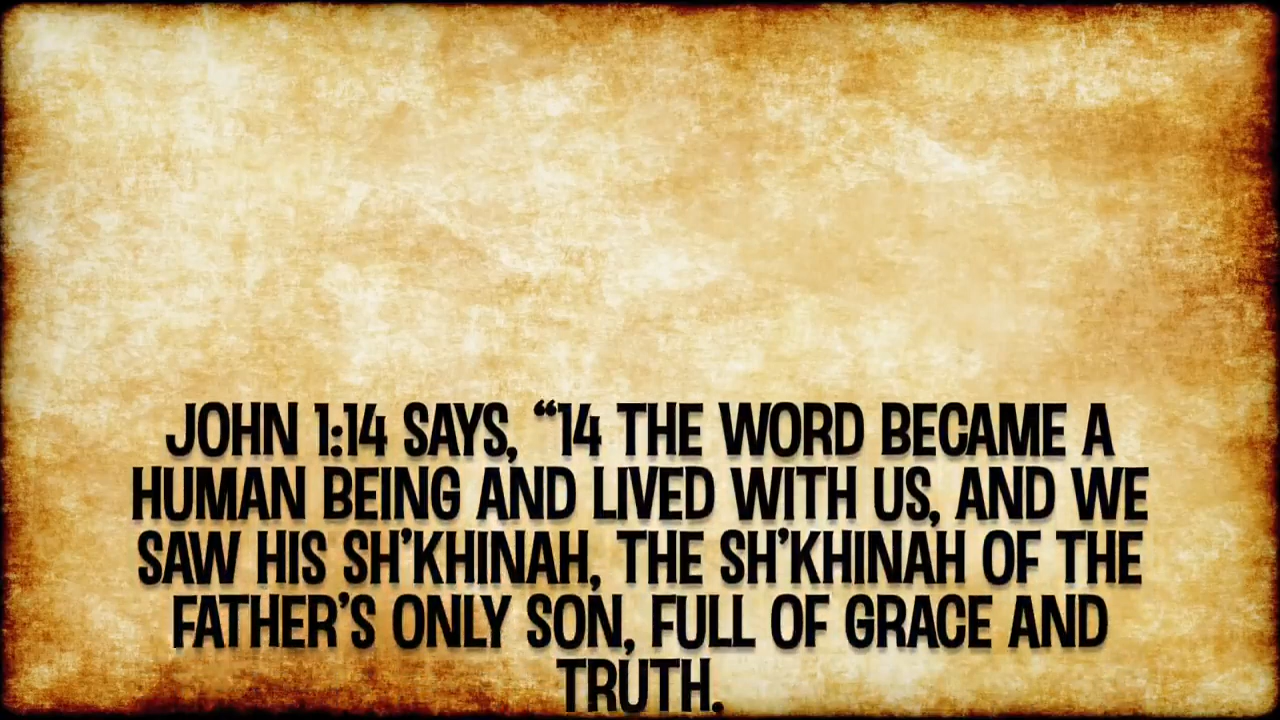 JOHN 1:14 SAYS, “14 THE WORD BECAME A
HUMAN BEING AND LIVED WITH US, AND WE
SAW HIS SH’KHINAH, THE SH’KHINAH OF THE
FATHER’S ONLY SON, FULL OF GRACE AND
TRUTH.